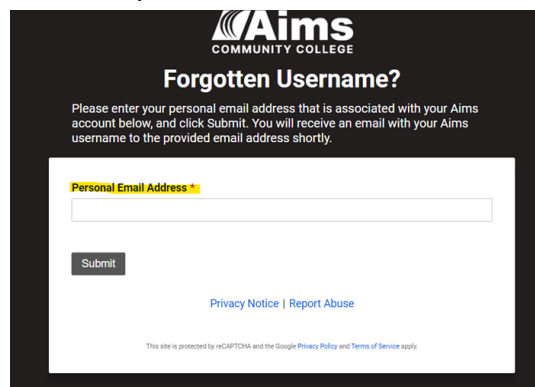 Aims
COMMUNITY COLLEGE
Forgotten Username?
Please enter your personal email address that is associated with your Aims
account below, and click Submit. You will receive an email with your Aims
username to the provided email address shortly.
Personal Email Address *
Submit
Privacy Notice | Report Abuse
This site is protected by reCAPTCHA and the Google Privacy Policy and Terms of Service apply.